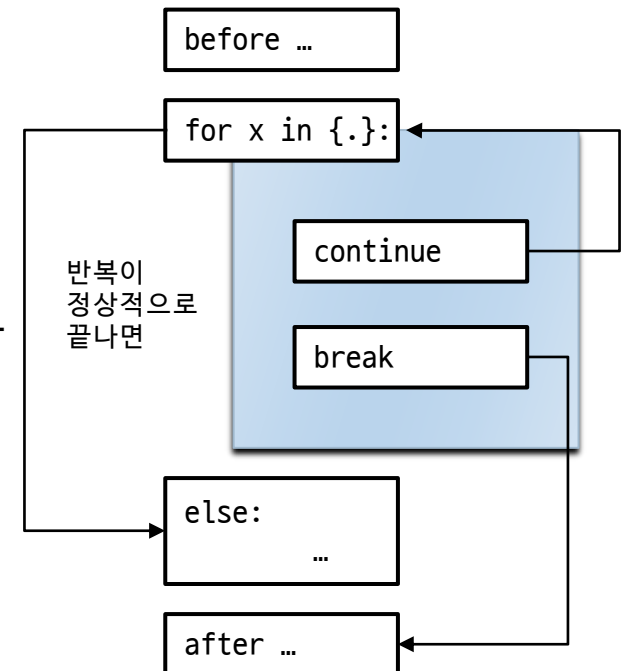 before …
for x in {.}:
continue
반복이
정상적으로
끝나면
break
else:
…
after …